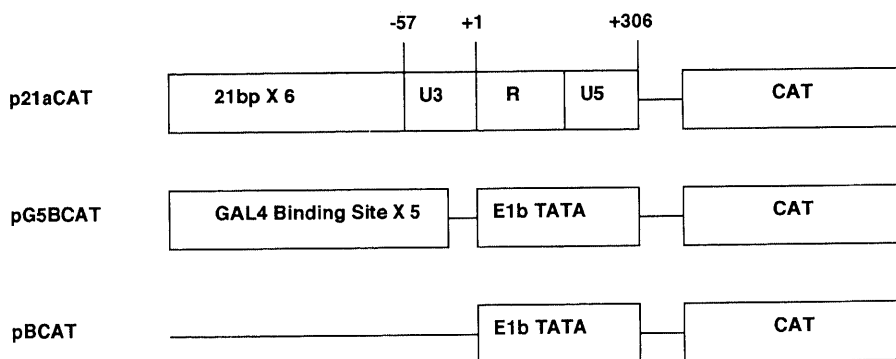 -57 +1 +306
p21aCAT 21bp X 6 U3 R U5 CAT
pG5BCAT GAL4 Binding Site X 5 E1b TATA CAT
pBCAT E1b TATA CAT